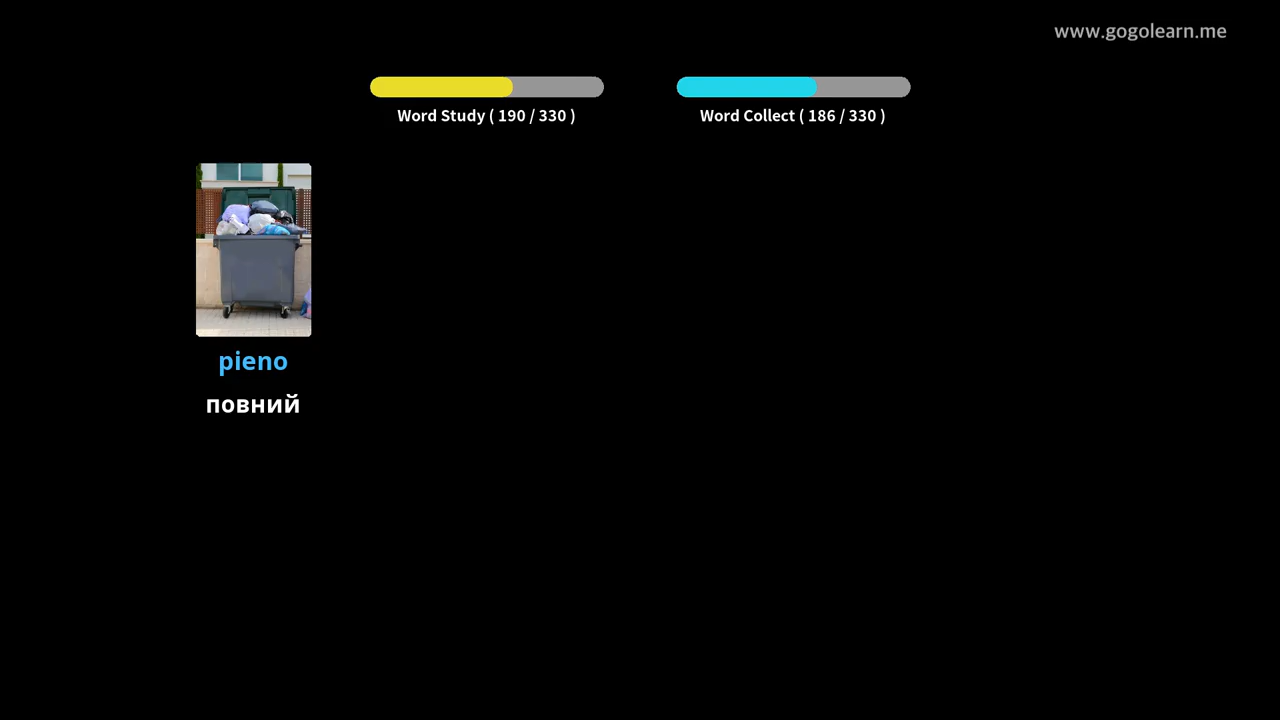 www.gogolearn.me
Word Study ( 190 / 330 )
Word Collect ( 186 / 330 )
pieno
повний